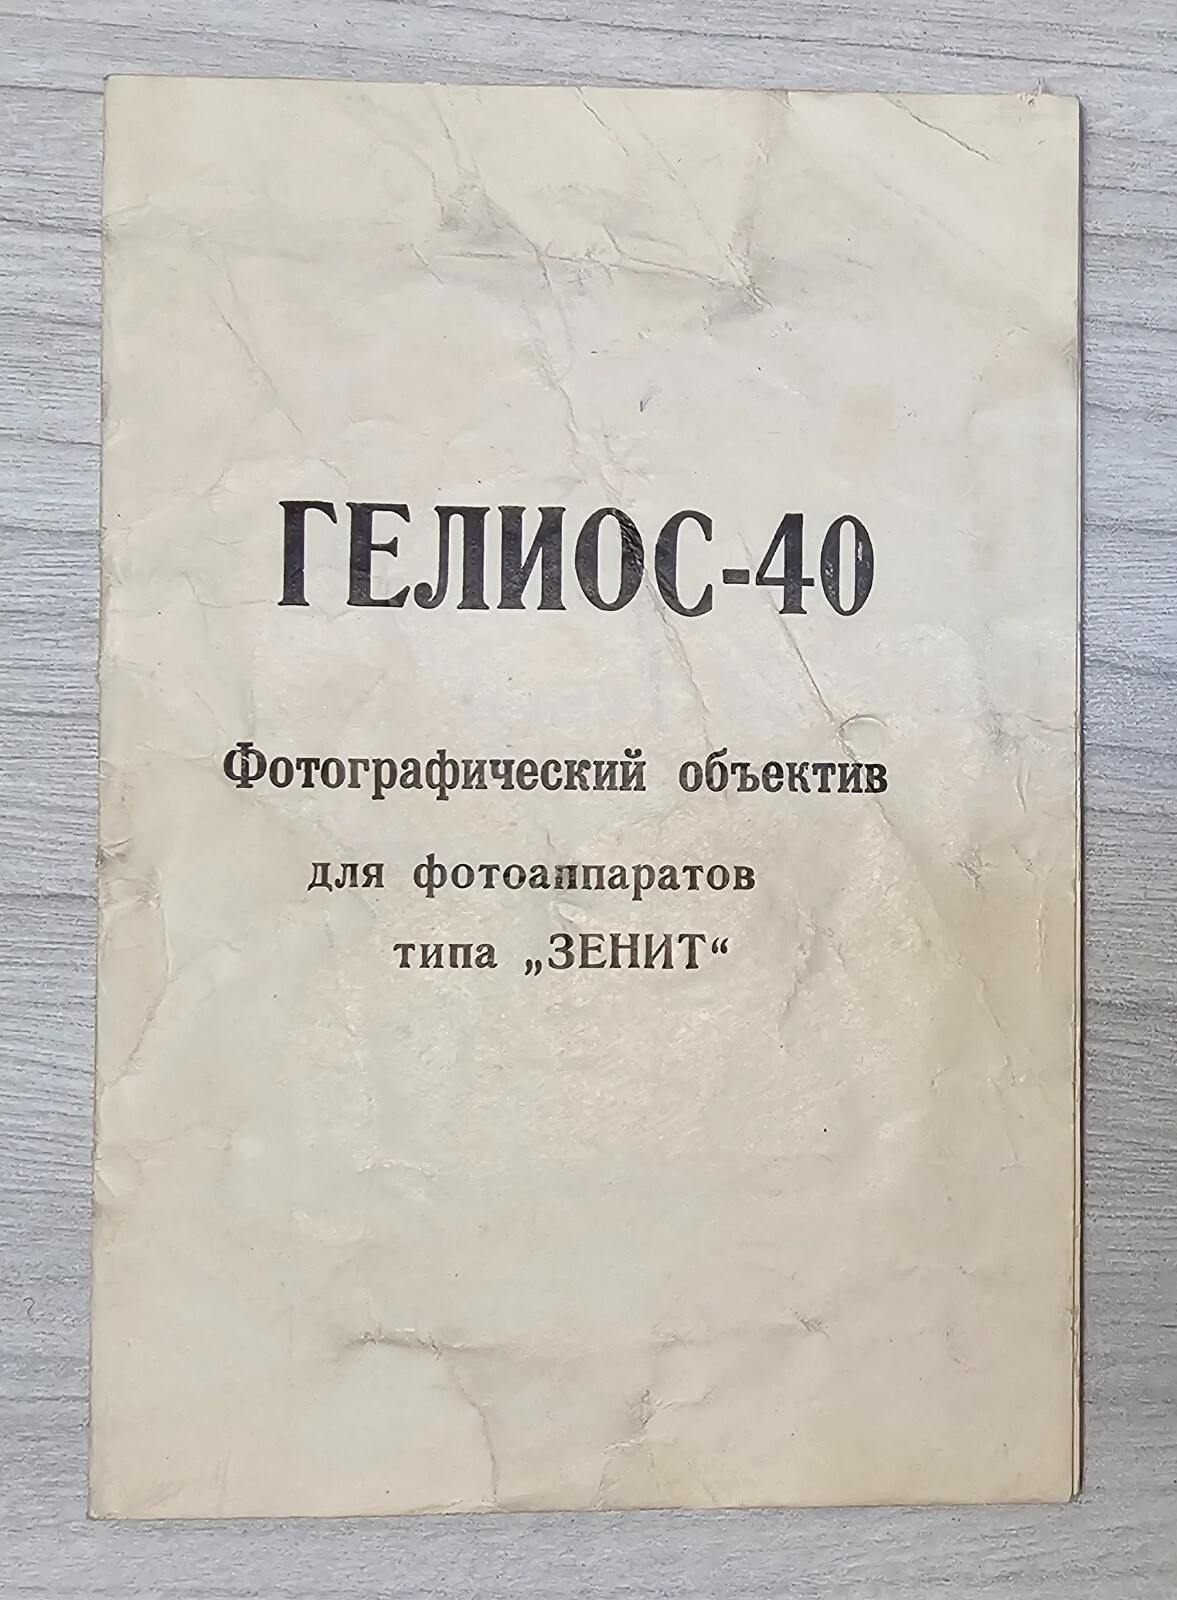 ГЕЛИОС-40
Фотографический объектив
для фотоаппаратов
типа „ЗЕНИТ“